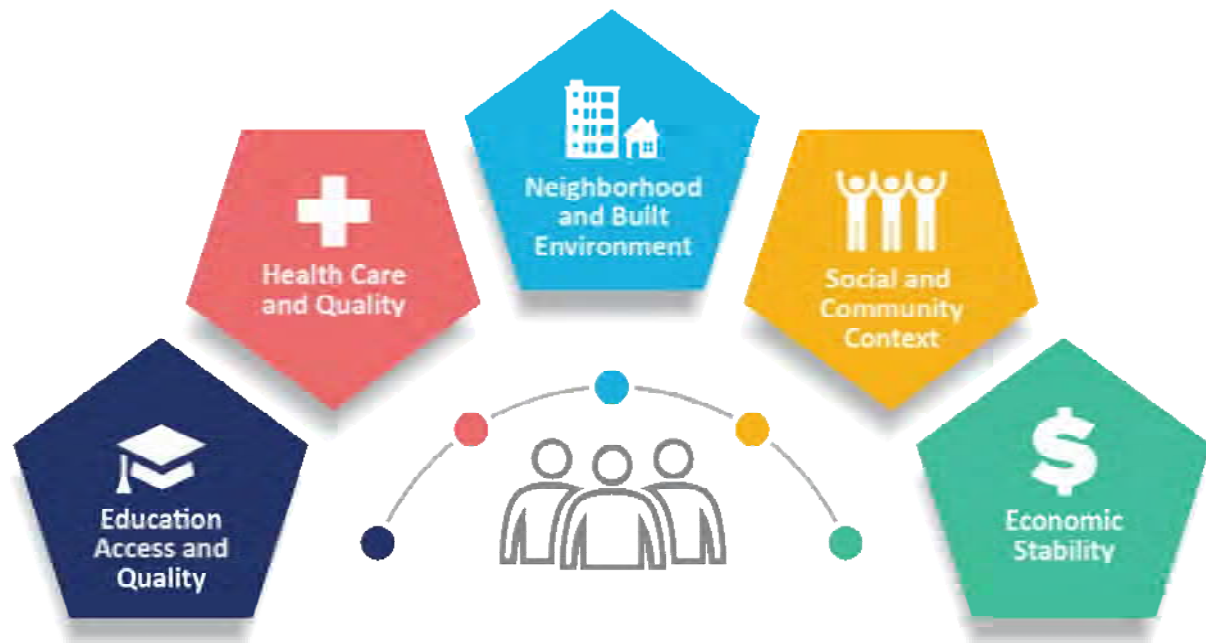 Education
Access and
Quality
Health Care
and Quality
Neighborhood
and Built
Environment
Social and
Community
Context
Economic
Stability